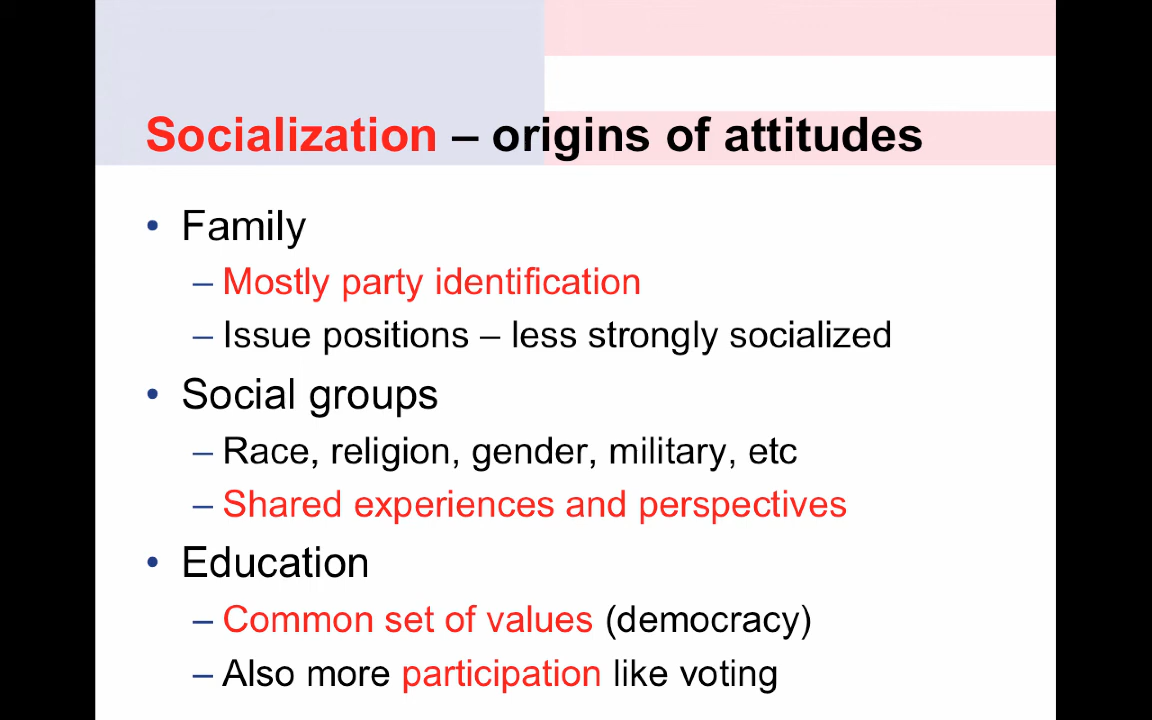 Socialization – origins of attitudes
• Family
– Mostly party identification
– Issue positions – less strongly socialized
• Social groups
– Race, religion, gender, military, etc
– Shared experiences and perspectives
• Education
– Common set of values (democracy)
– Also more participation like voting